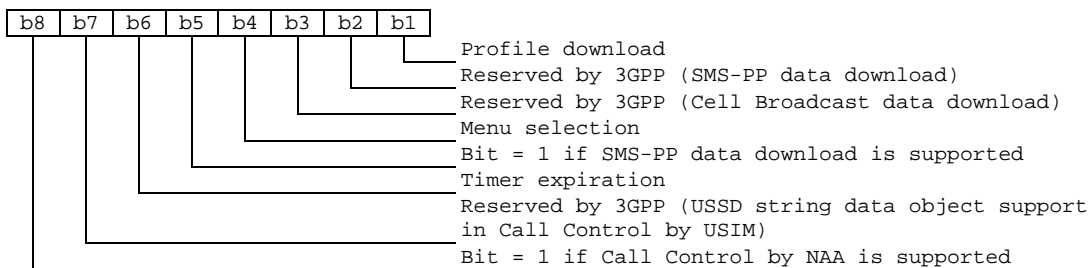 b8 b7 b6 b5 b4 b3 b2 b1
Profile download
Reserved by 3GPP (SMS-PP data download)
Reserved by 3GPP (Cell Broadcast data download)
Menu selection
Bit = 1 if SMS-PP data download is supported
Timer expiration
Reserved by 3GPP (USSD string data object support
in Call Control by USIM)
Bit = 1 if Call Control by NAA is supported